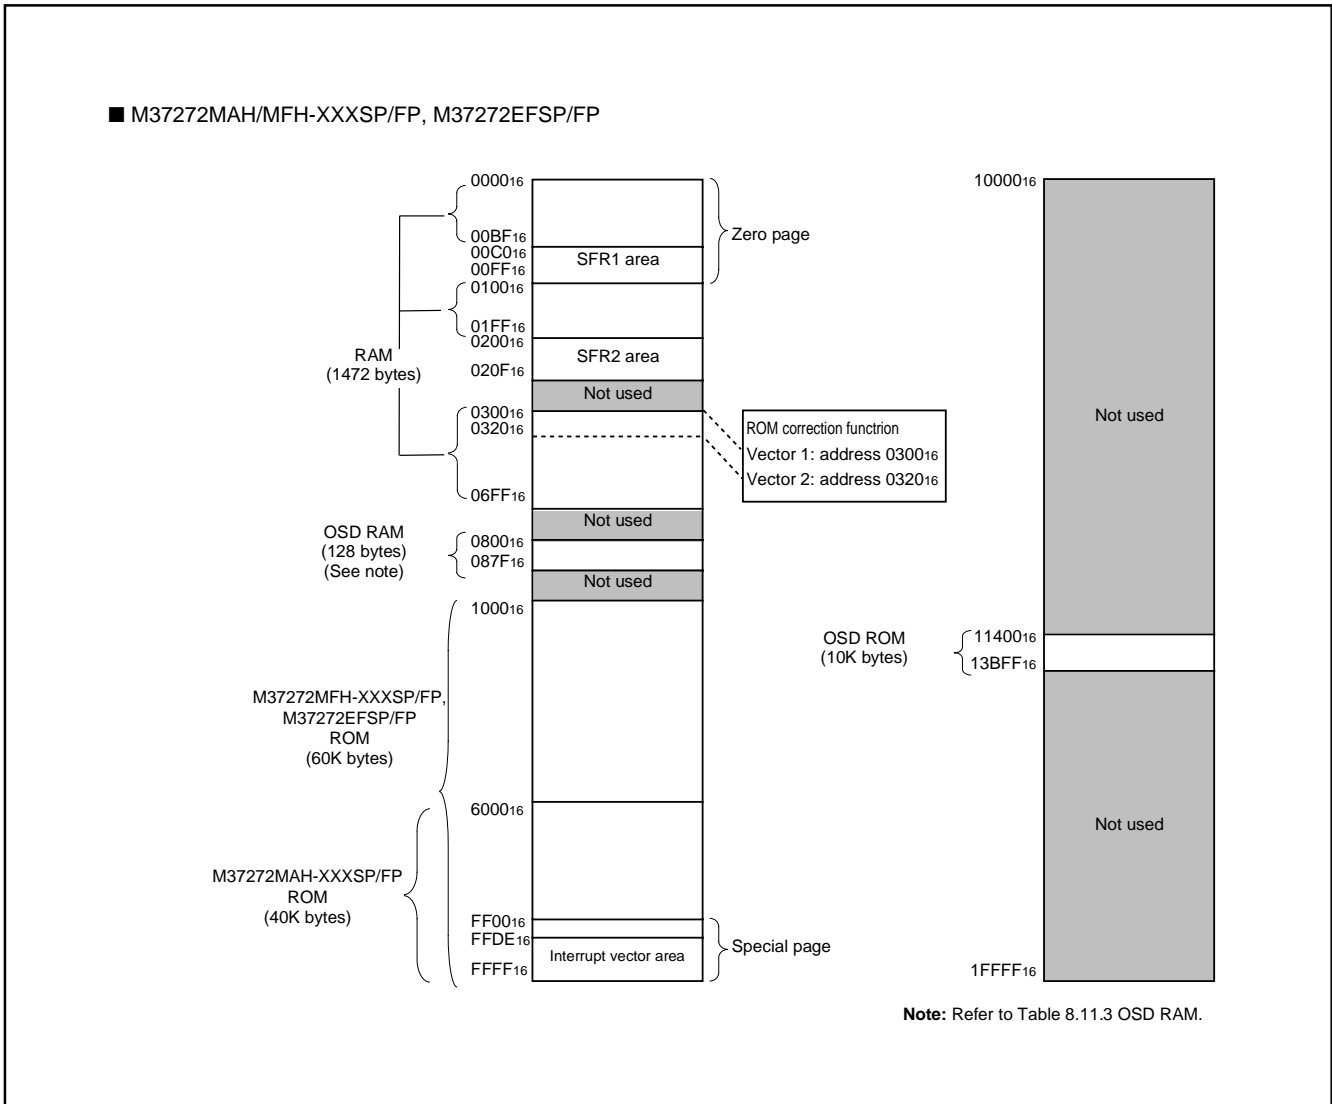 ■ M37272MAH/MFH-XXXSP/FP, M37272EFSP/FP
000016
00BF16
00C016
00FF16
010016
01FF16
020016
020F16
030016
032016
06FF16
080016
087F16
100016
600016
FF0016
FFDE16
FFFF16
RAM
(1472 bytes)
OSD RAM
(128 bytes)
(See note)
M37272MFH-XXXSP/FP,
M37272EFSP/FP
ROM
(60K bytes)
M37272MAH-XXXSP/FP
ROM
(40K bytes)
SFR1 area
SFR2 area
Not used
Not used
Not used
Interrupt vector area
Zero page
ROM correction functrion
Vector 1: address 030016
Vector 2: address 032016
Special page
1000016
Not used
OSD ROM
(10K bytes)
1140016
13BFF16
Not used
1FFFF16
Note: Refer to Table 8.11.3 OSD RAM.